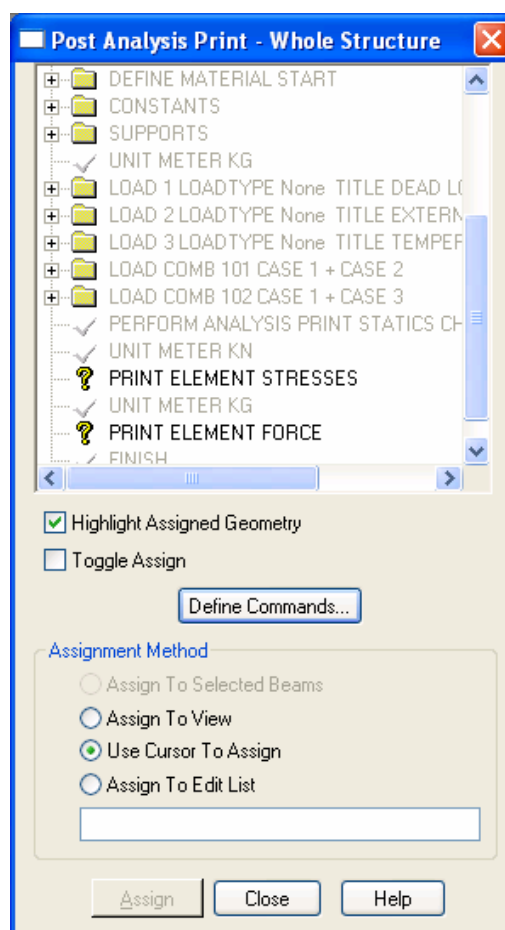 Post Analysis Print - Whole Structure
DEFINE MATERIAL START
CONSTANTS
SUPPORTS
UNIT METER KG
LOAD 1 LOADTYPE None TITLE DEAD LO
LOAD 2 LOADTYPE None TITLE EXTERN
LOAD 3 LOADTYPE None TITLE TEMPER
LOAD COMB 101 CASE 1 + CASE 2
LOAD COMB 102 CASE 1 + CASE 3
PERFORM ANALYSIS PRINT STATICS CH
UNIT METER KN
PRINT ELEMENT STRESSES
UNIT METER KG
PRINT ELEMENT FORCE
FINISH
Highlight Assigned Geometry
Toggle Assign
Define Commands...
Assignment Method
Assign To Selected Beams
Assign To View
Use Cursor To Assign
Assign To Edit List
Assign Close Help